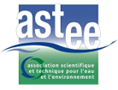 astee
association scientifique
et technique pour l'eau
et l'environnement